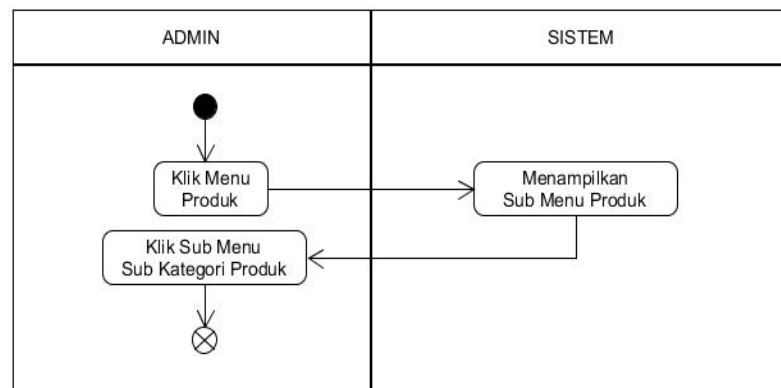 ADMIN
SISTEM
Klik Menu
Produk
Menampilkan
Sub Menu Produk
Klik Sub Menu
Sub Kategori Produk